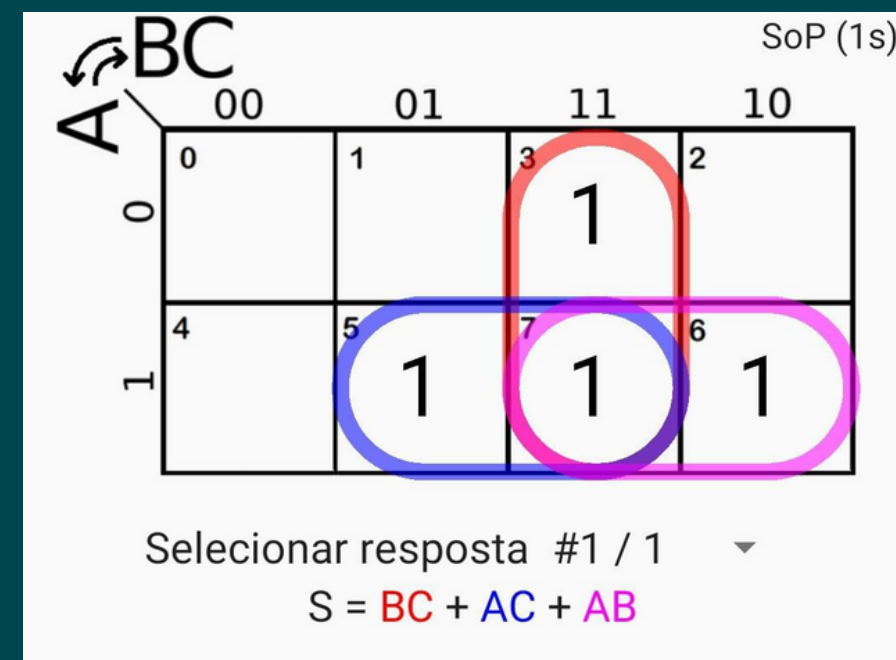 BC
SoP (1s)
A
00 01 11 10
0
0 1 3 2
1
1
4 5 7 6
1 1 1
Selecionar resposta #1 / 1
S = BC + AC + AB